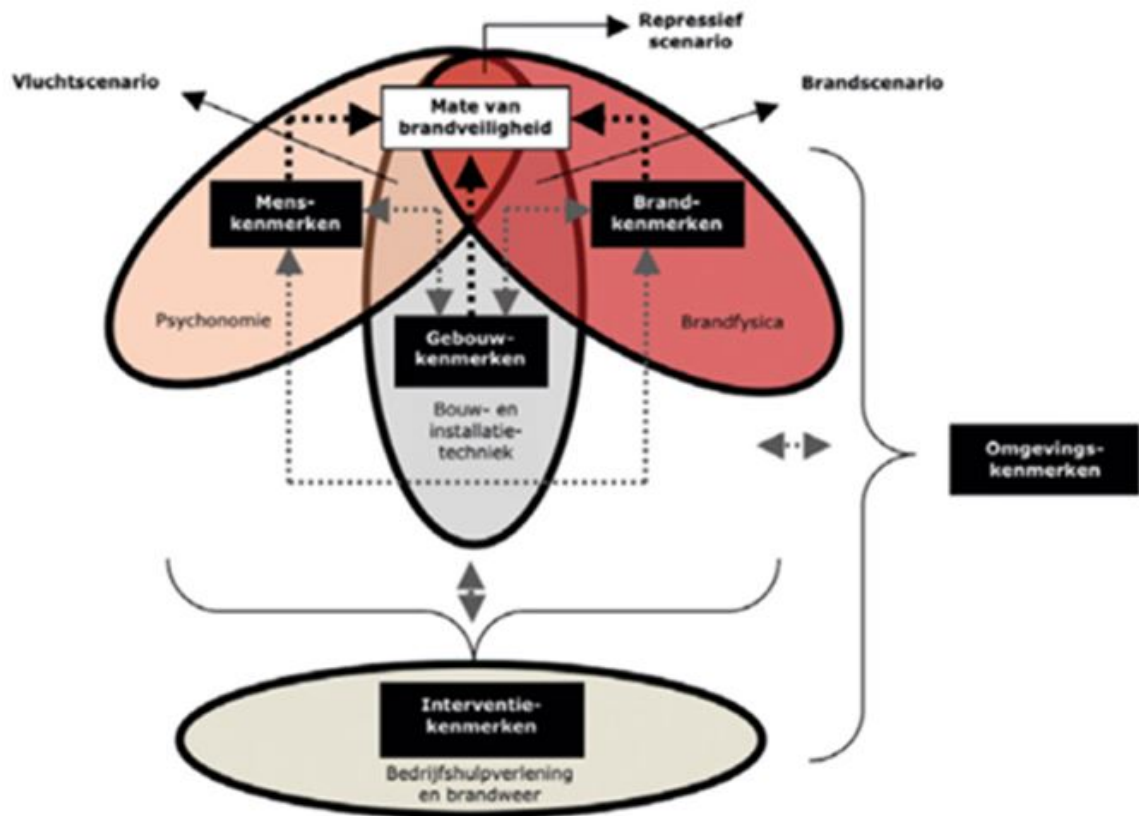 Repressief
scenario
Vluchtscenario
Brandscenario
Mate van
brandveiligheid
Mens-
kenmerken
Brand-
kenmerken
Psychonomie
Brandfysica
Gebouw-
kenmerken
Bouw- en
installatie-
techniek
Omgevings-
kenmerken
Interventie-
kenmerken
Bedrijfshulpverlening
en brandweer